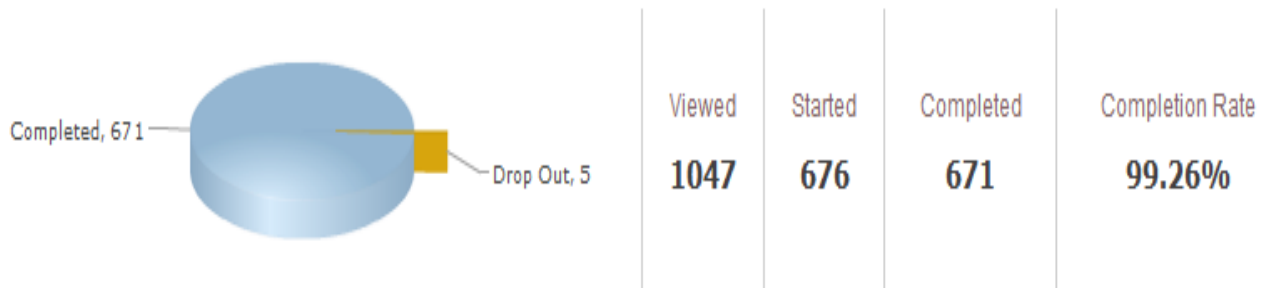 Completed, 671
Drop Out, 5
Viewed
1047
Started
676
Completed
671
Completion Rate
99.26%